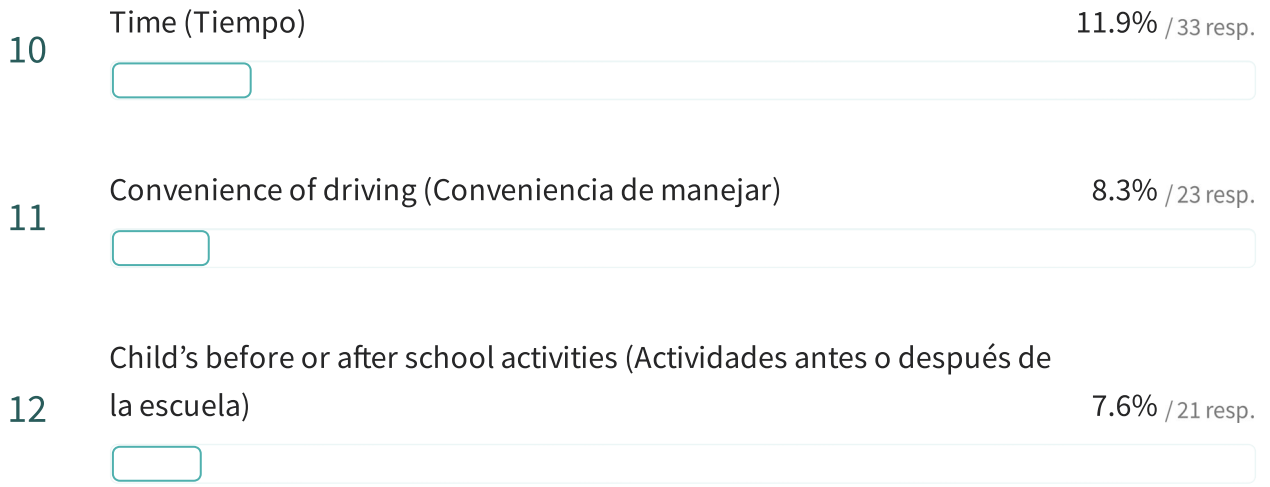 10
Time (Tiempo)
11.9% / 33 resp.
11
Convenience of driving (Conveniencia de manejar)
8.3% / 23 resp.
12
Child’s before or after school activities (Actividades antes o después de
la escuela)
7.6% / 21 resp.